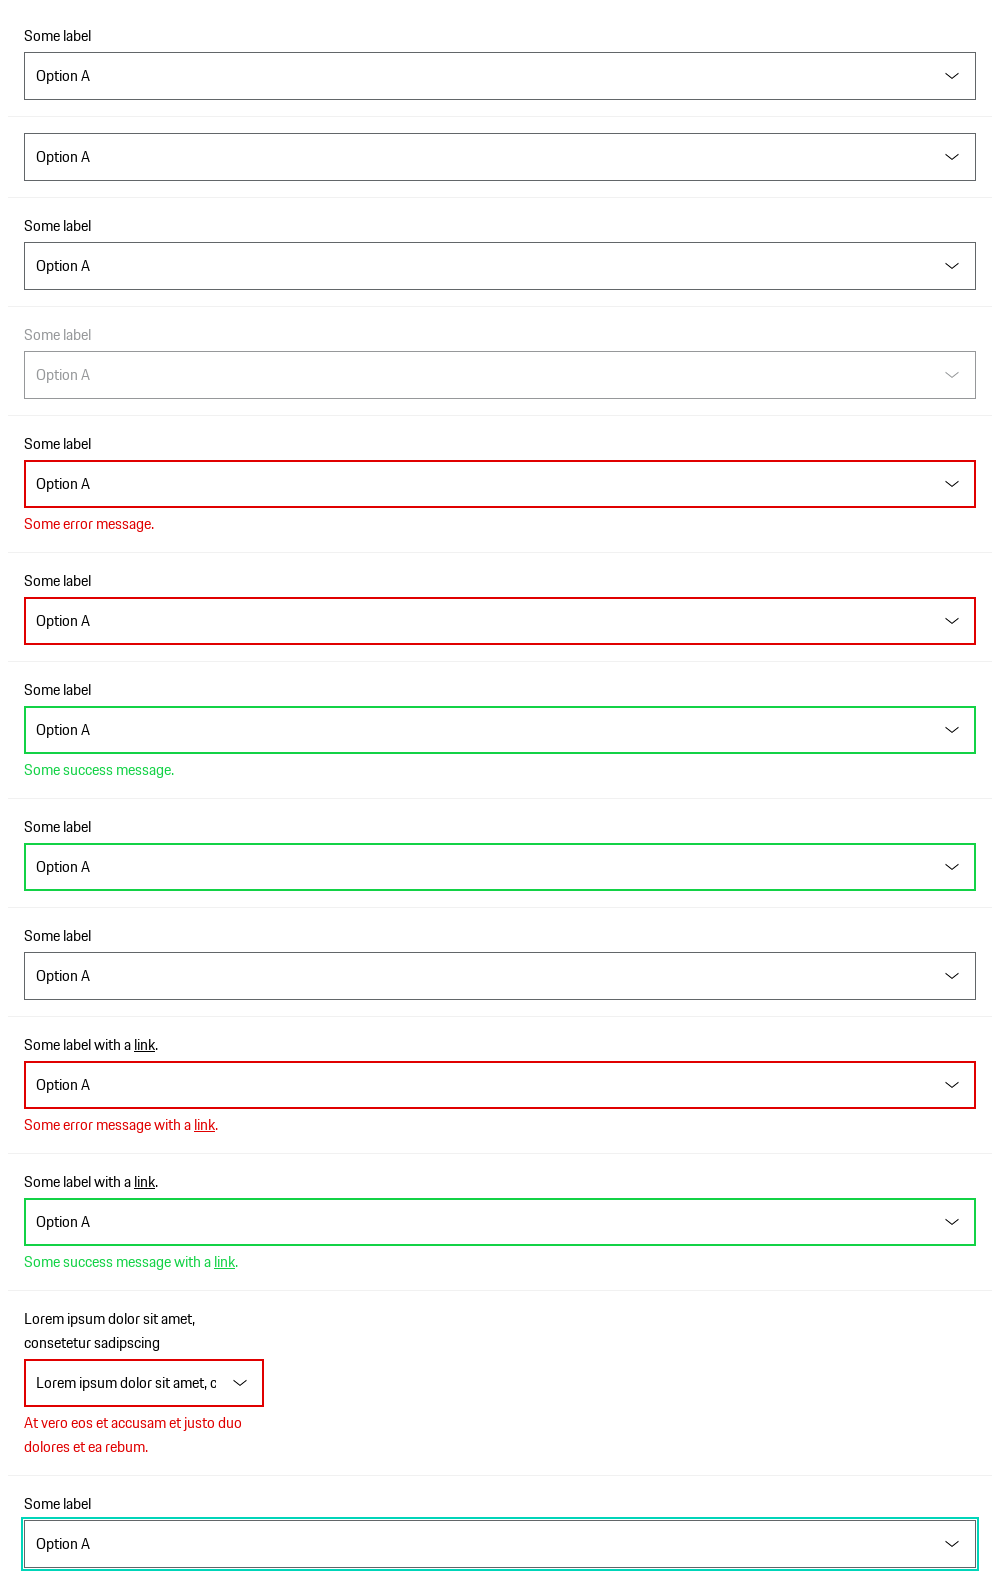 Some label
Option A
Option A
Some label
Option A
Some label
Option A
Some label
Option A
Some error message.
Some label
Option A
Some label
Option A
Some success message.
Some label
Option A
Some label
Option A
Some label with a link.
Option A
Some error message with a link.
Some label with a link.
Option A
Some success message with a link.
Lorem ipsum dolor sit amet,
consetetur sadipscing
Lorem ipsum dolor sit amet, c
At vero eos et accusam et justo duo
dolores et ea rebum.
Some label
Option A